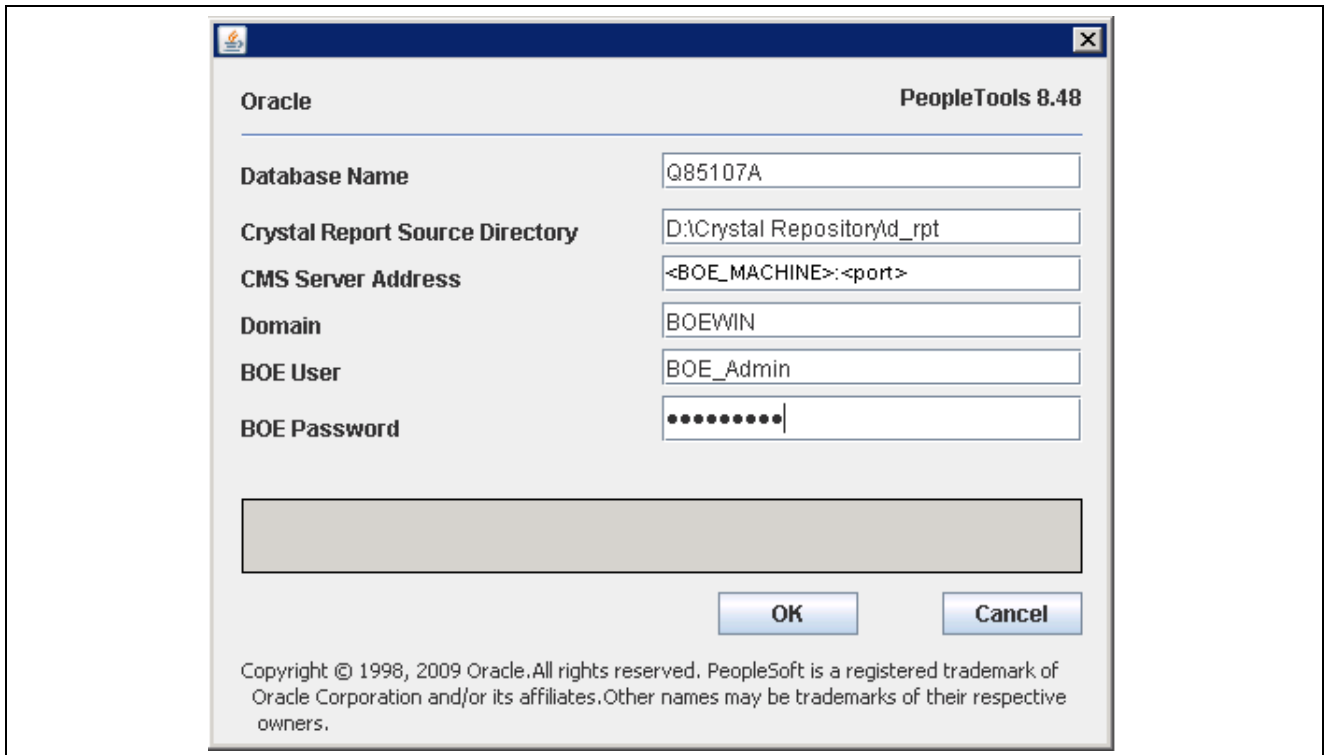 Oracle PeopleTools 8.48
Database Name Q85107A
Crystal Report Source Directory D:\Crystal Repository\d_rpt
CMS Server Address <BOE_MACHINE>:<port>
Domain BOEWIN
BOE User BOE_Admin
BOE Password •••••••••
OK Cancel
Copyright © 1998, 2009 Oracle.All rights reserved. PeopleSoft is a registered trademark of
Oracle Corporation and/or its affiliates.Other names may be trademarks of their respective
owners.